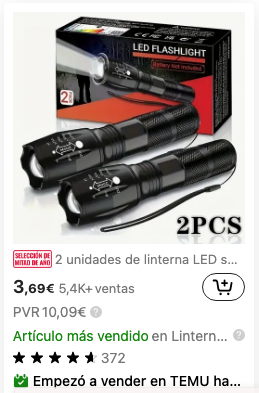 LED FLASHLIGHT
Battery not included
2
2PCS
SELECCIÓN DE
MITAD DE AÑO
2 unidades de linterna LED s...
3,69€ 5,4K+ventas
PVR 10,09€
Artículo más vendido en Lintern...
372
Empezó a vender en TEMU ha...